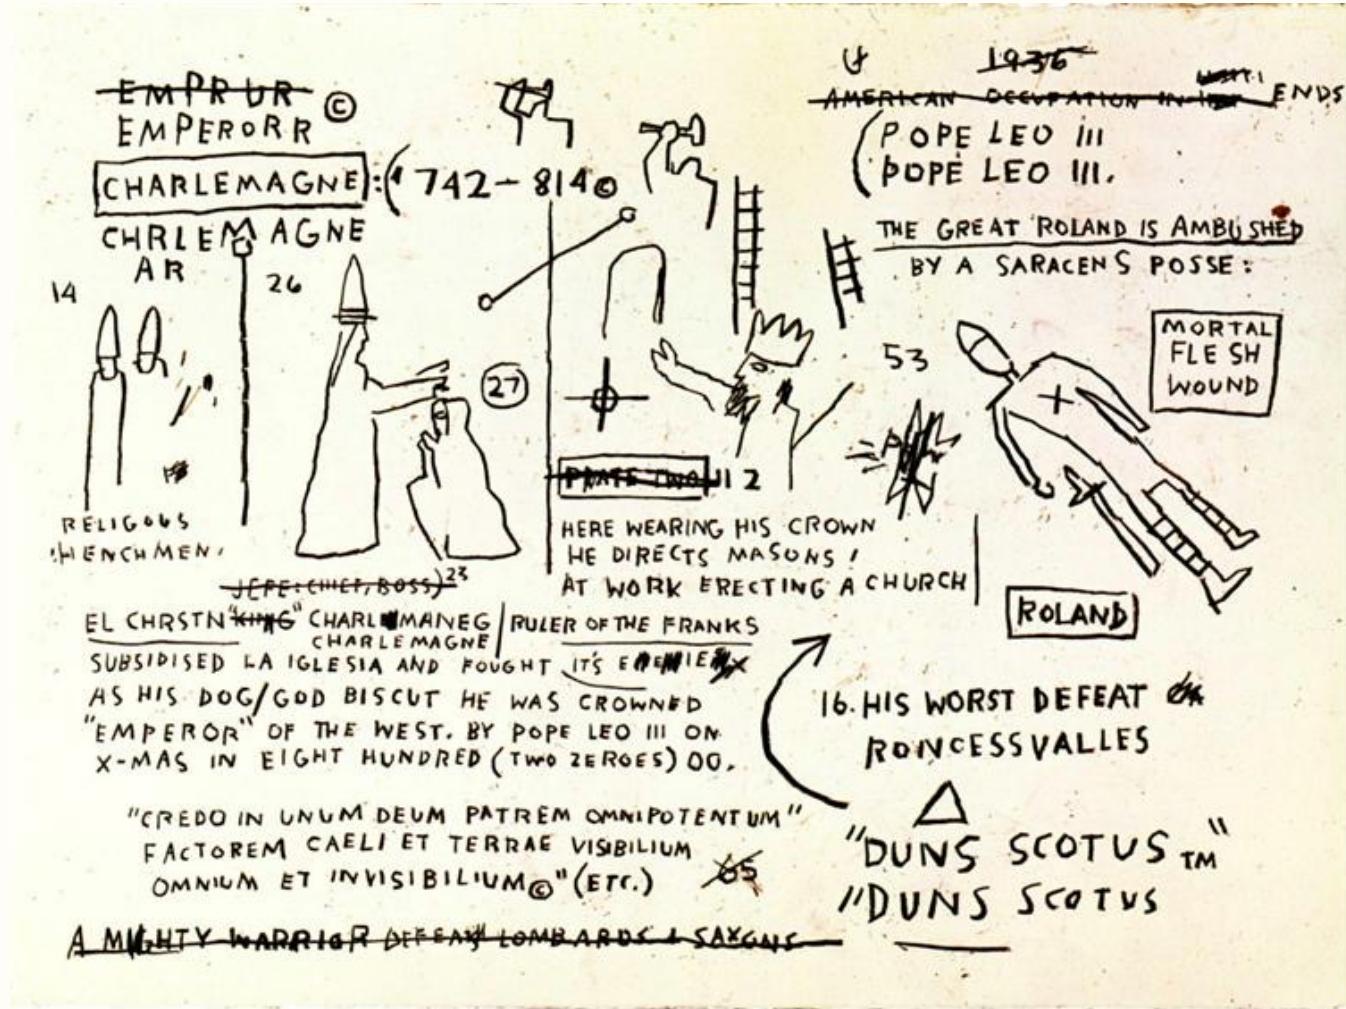 EMPRUR ©
EMPERORR
CHARLEMAGNE: (742-814©
CHRLEMAGNE
AR
14
26
27
RELIGOUS
HENCHMEN.
JEFE: CHIEF, BOSS) 23
EL CHRSTN "KING" CHARLMANEG
CHARLEMAGNE
RULER OF THE FRANKS
SUBSIDISED LA IGLESIA AND FOUGHT IT'S
AS HIS DOG/GOD BISCUT HE WAS CROWNED
"EMPEROR" OF THE WEST. BY POPE LEO III ON
X-MAS IN EIGHT HUNDRED (TWO ZEROES) 00.
"CREDO IN UNUM DEUM PATREM OMNIPOTENTUM"
FACTOREM CAELI ET TERRAE VISIBILIUM
OMNIUM ET INVISIBILIUM©" (ETC.)
65
A MIGHTY WARRIOR DEFEATS LOMBARDS & SAXONS
PLATE TWO
2
HERE WEARING HIS CROWN
HE DIRECTS MASONS!
AT WORK ERECTING A CHURCH
1936
AMERICAN OCCUPATION IN ENDS
POPE LEO III
POPE LEO III.
THE GREAT ROLAND IS AMBUSHED
BY A SARACENS POSSE:
53
MORTAL
FLESH
WOUND
ROLAND
16. HIS WORST DEFEAT
RONCESSVALLES
"DUNS SCOTUS TM"
"DUNS SCOTUS